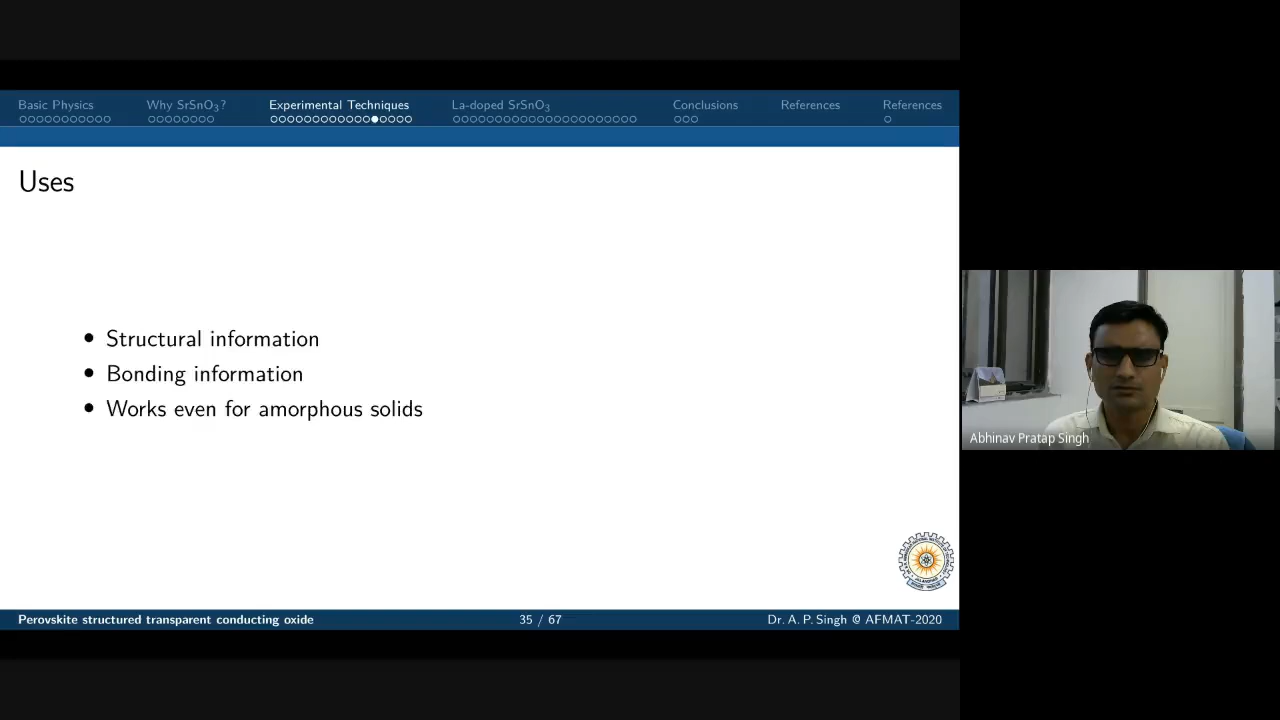 Basic Physics
Why SrSnO₃?
Experimental Techniques
La-doped SrSnO₃
Conclusions
References
References
Uses
• Structural information
• Bonding information
• Works even for amorphous solids
Abhinav Pratap Singh
Perovskite structured transparent conducting oxide
35 / 67
Dr. A. P. Singh @ AFMAT-2020